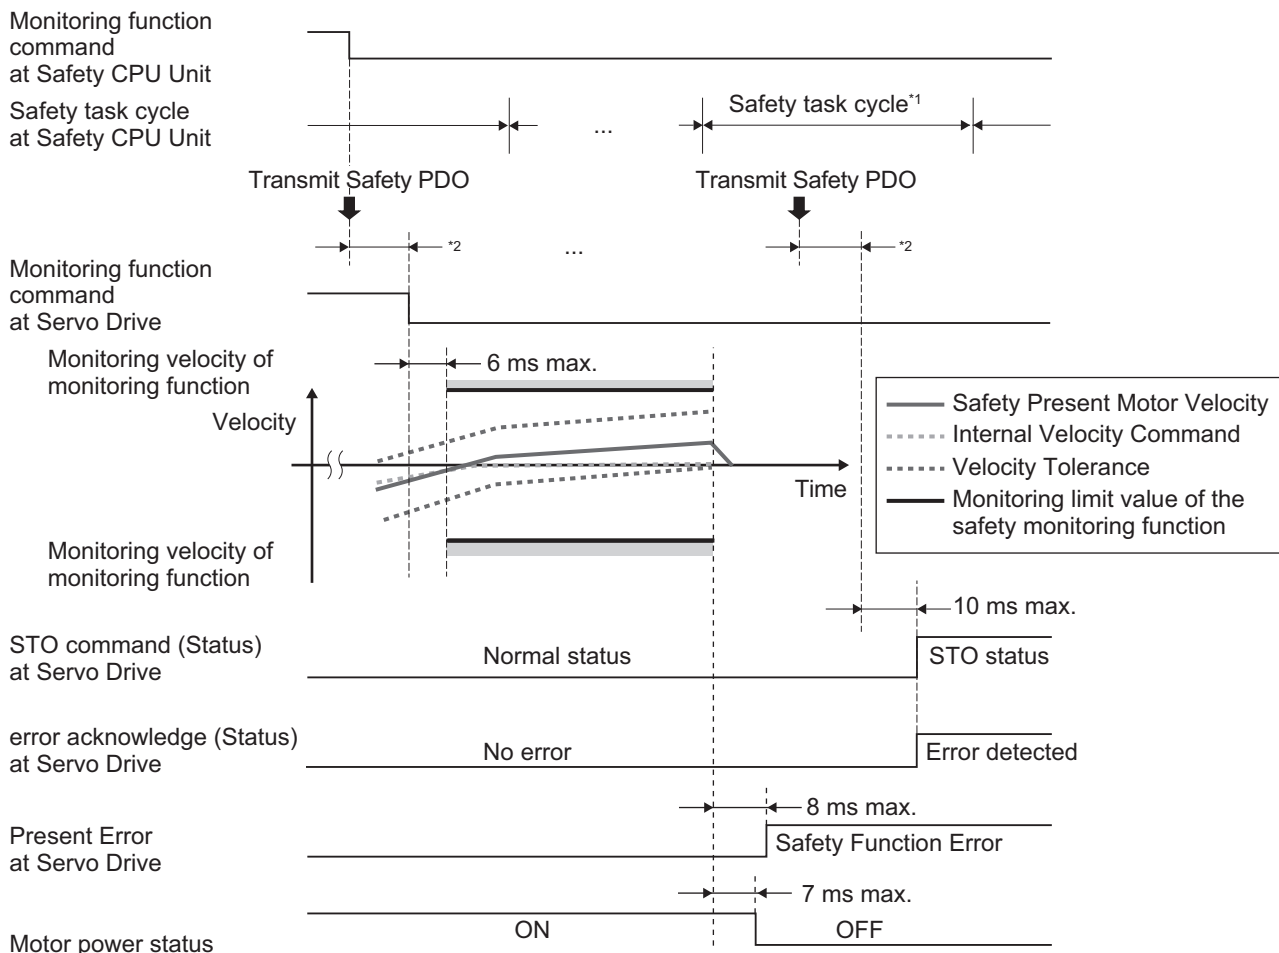 Monitoring function
command
at Safety CPU Unit
Safety task cycle
at Safety CPU Unit
Safety task cycle*1
...
Transmit Safety PDO
Transmit Safety PDO
*2
...
*2
Monitoring function
command
at Servo Drive
Monitoring velocity of
monitoring function
6 ms max.
Velocity
Time
Safety Present Motor Velocity
Internal Velocity Command
Velocity Tolerance
Monitoring limit value of the
safety monitoring function
Monitoring velocity of
monitoring function
10 ms max.
STO command (Status)
at Servo Drive
Normal status
STO status
error acknowledge (Status)
at Servo Drive
No error
Error detected
8 ms max.
Present Error
at Servo Drive
Safety Function Error
7 ms max.
ON
OFF
Motor power status